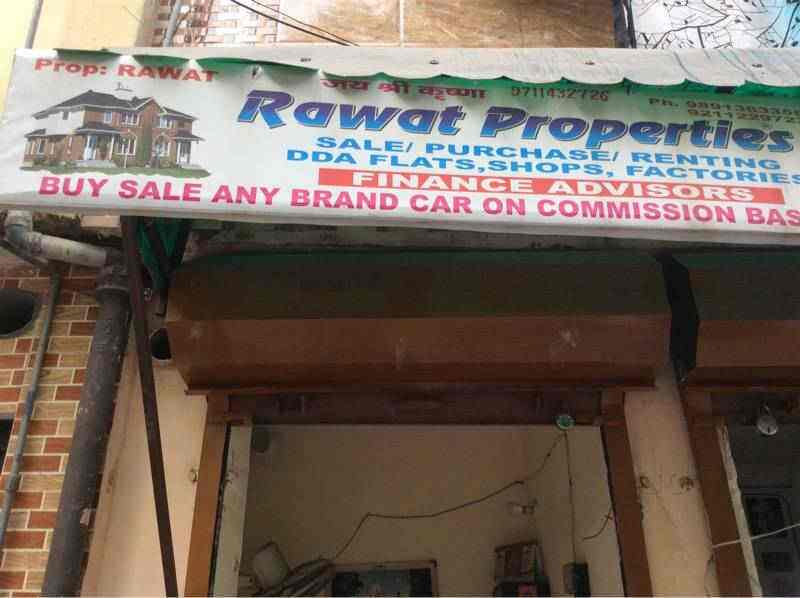 Prop: RAWAT
जय श्री कृष्णा
9711432726
Ph.
Rawat Properties
SALE/ PURCHASE/ RENTING
DDA FLATS,SHOPS, FACTORIES
FINANCE ADVISORS
BUY SALE ANY BRAND CAR ON COMMISSION BAS